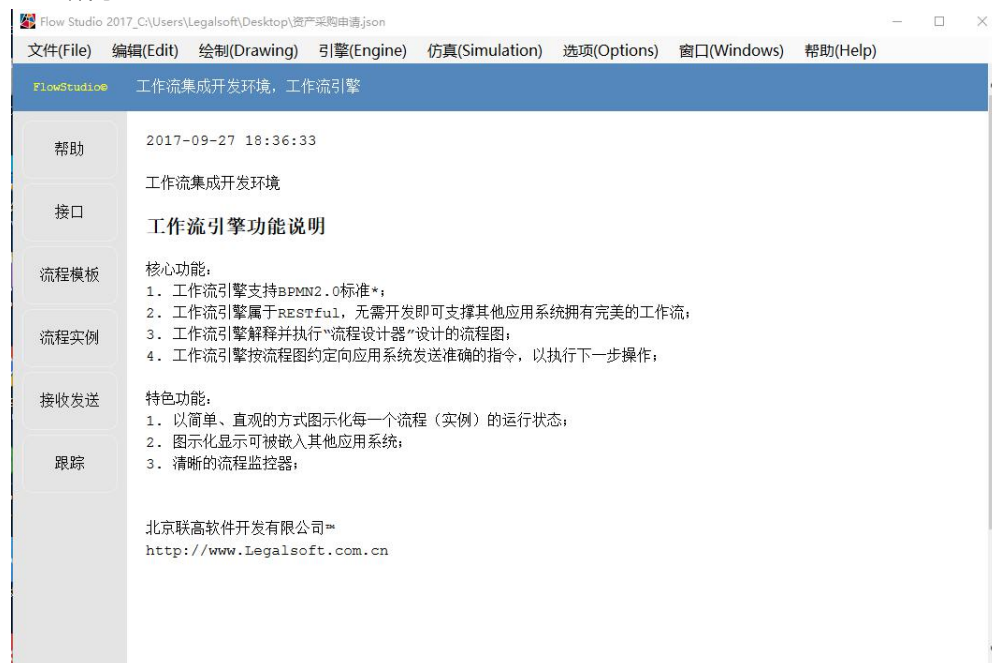 Flow Studio 2017_C:\Users\Legalsoft\Desktop\资产采购申请.json
文件(File) 编辑(Edit) 绘制(Drawing) 引擎(Engine) 仿真(Simulation) 选项(Options) 窗口(Windows) 帮助(Help)
FlowStudio® 工作流集成开发环境，工作流引擎
帮助
接口
流程模板
流程实例
接收发送
跟踪
2017-09-27 18:36:33
工作流集成开发环境
工作流引擎功能说明
核心功能：
1. 工作流引擎支持BPMN2.0标准*；
2. 工作流引擎属于RESTful，无需开发即可支撑其他应用系统拥有完美的工作流；
3. 工作流引擎解释并执行“流程设计器”设计的流程图；
4. 工作流引擎按流程图约定向应用系统发送准确的指令，以执行下一步操作；
特色功能：
1. 以简单、直观的方式图示化每一个流程（实例）的运行状态；
2. 图示化显示可被嵌入其他应用系统；
3. 清晰的流程监控器；
北京联高软件开发有限公司™
http://www.Legalsoft.com.cn